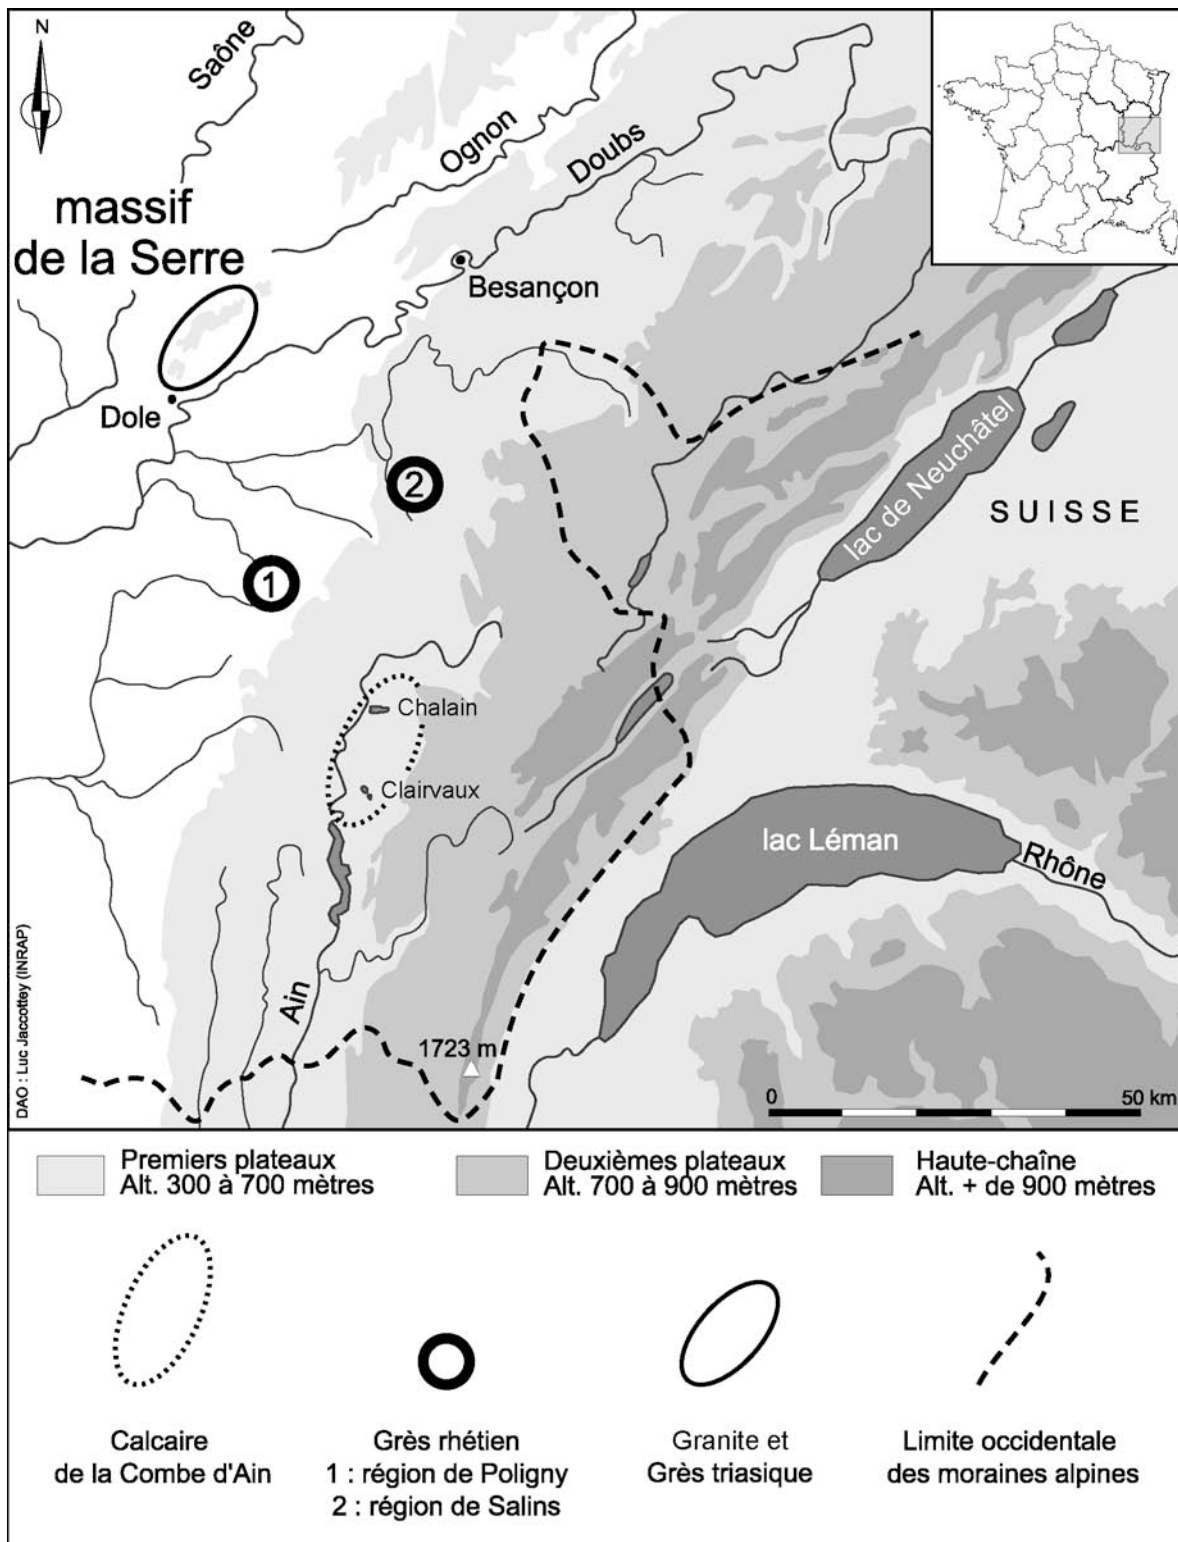 N
Saône
Ognon
Doubs
massif
de la Serre
Besançon
Dole
2
1
lac de Neuchâtel
SUISSE
Chalain
Clairvaux
lac Léman
Rhône
Ain
1723 m
0
50 km
DAO : Luc Jaccottey (INRAP)
Premiers plateaux
Alt. 300 à 700 mètres
Deuxièmes plateaux
Alt. 700 à 900 mètres
Haute-chaîne
Alt. + de 900 mètres
Calcaire
de la Combe d'Ain
Grès rhétien
1 : région de Poligny
2 : région de Salins
Granite et
Grès triasique
Limite occidentale
des moraines alpines